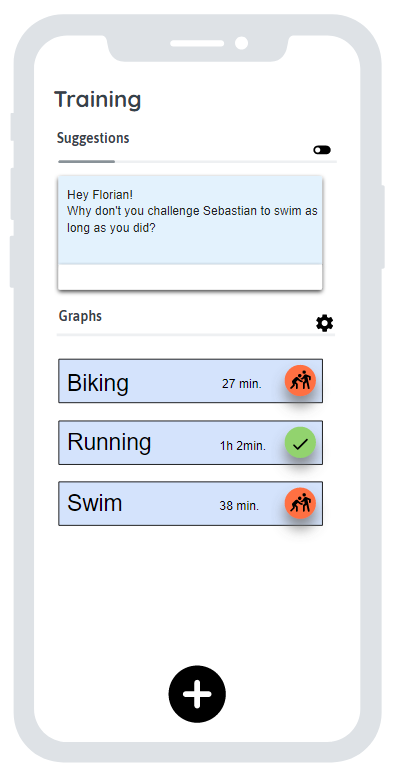 Training
Suggestions
Hey Florian!
Why don't you challenge Sebastian to swim as
long as you did?
Graphs
Biking 27 min.
Running 1h 2min.
Swim 38 min.